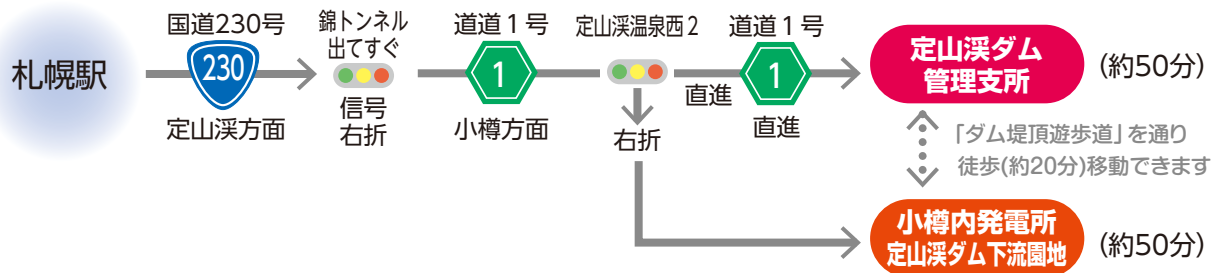 札幌駅
国道230号
230
定山渓方面
錦トンネル
出てすぐ
信号
右折
道道1号
1
小樽方面
定山渓温泉西2
直進
右折
道道1号
1
直進
定山渓ダム
管理支所
(約50分)
「ダム堤頂遊歩道」を通り
徒歩(約20分)移動できます
小樽内発電所
定山渓ダム下流園地
(約50分)